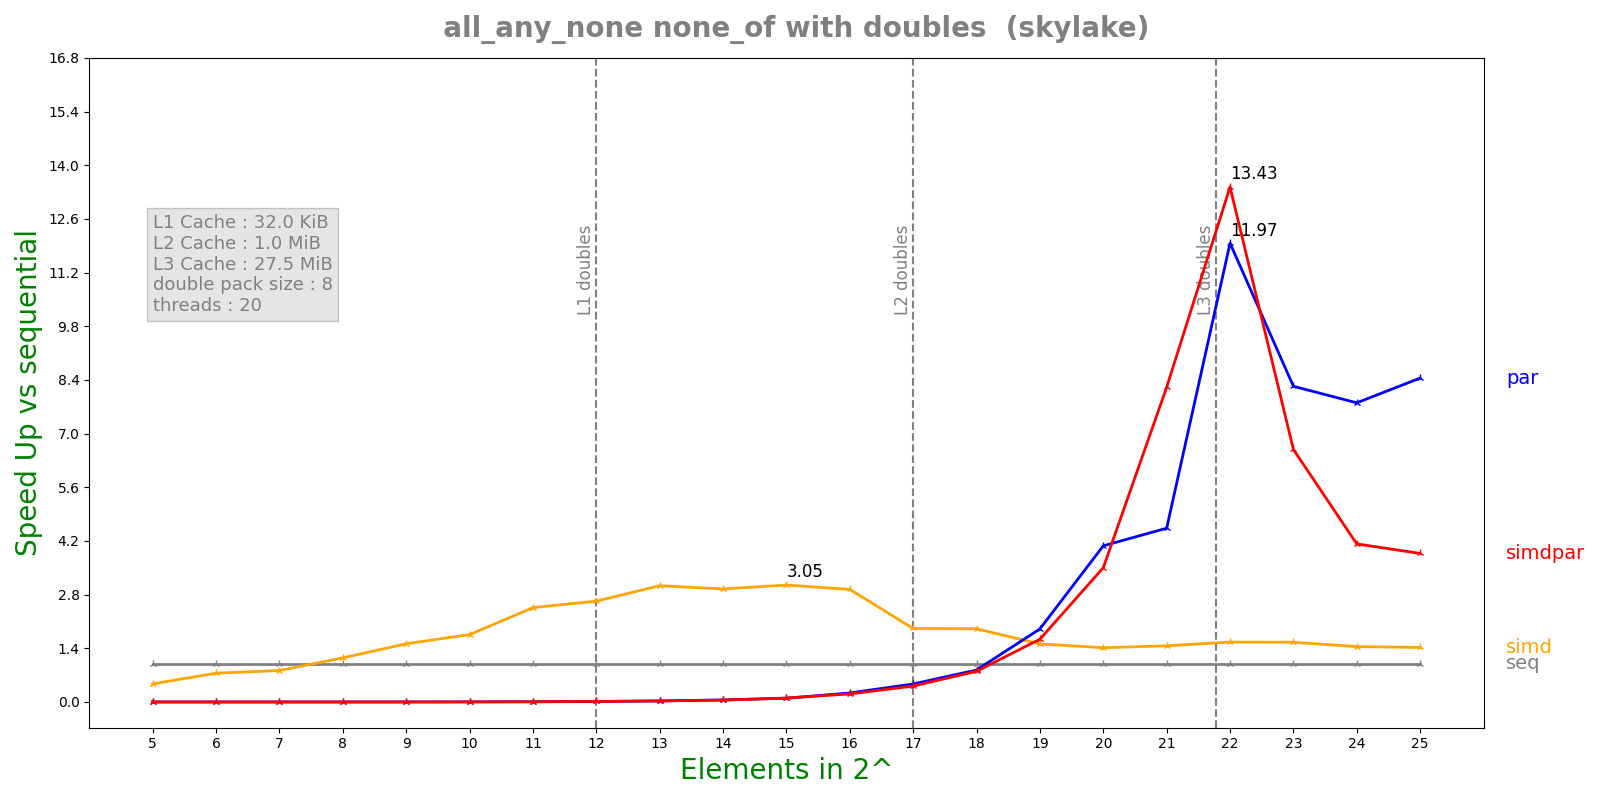 all_any_none none_of with doubles  (skylake)
Speed Up vs sequential
16.8
15.4
14.0
12.6
11.2
9.8
8.4
7.0
5.6
4.2
2.8
1.4
0.0
L1 Cache : 32.0 KiB
L2 Cache : 1.0 MiB
L3 Cache : 27.5 MiB
double pack size : 8
threads : 20
L1 doubles
L2 doubles
L3 doubles
13.43
11.97
3.05
par
simdpar
simd
seq
5 6 7 8 9 10 11 12 13 14 15 16 17 18 19 20 21 22 23 24 25
Elements in 2^